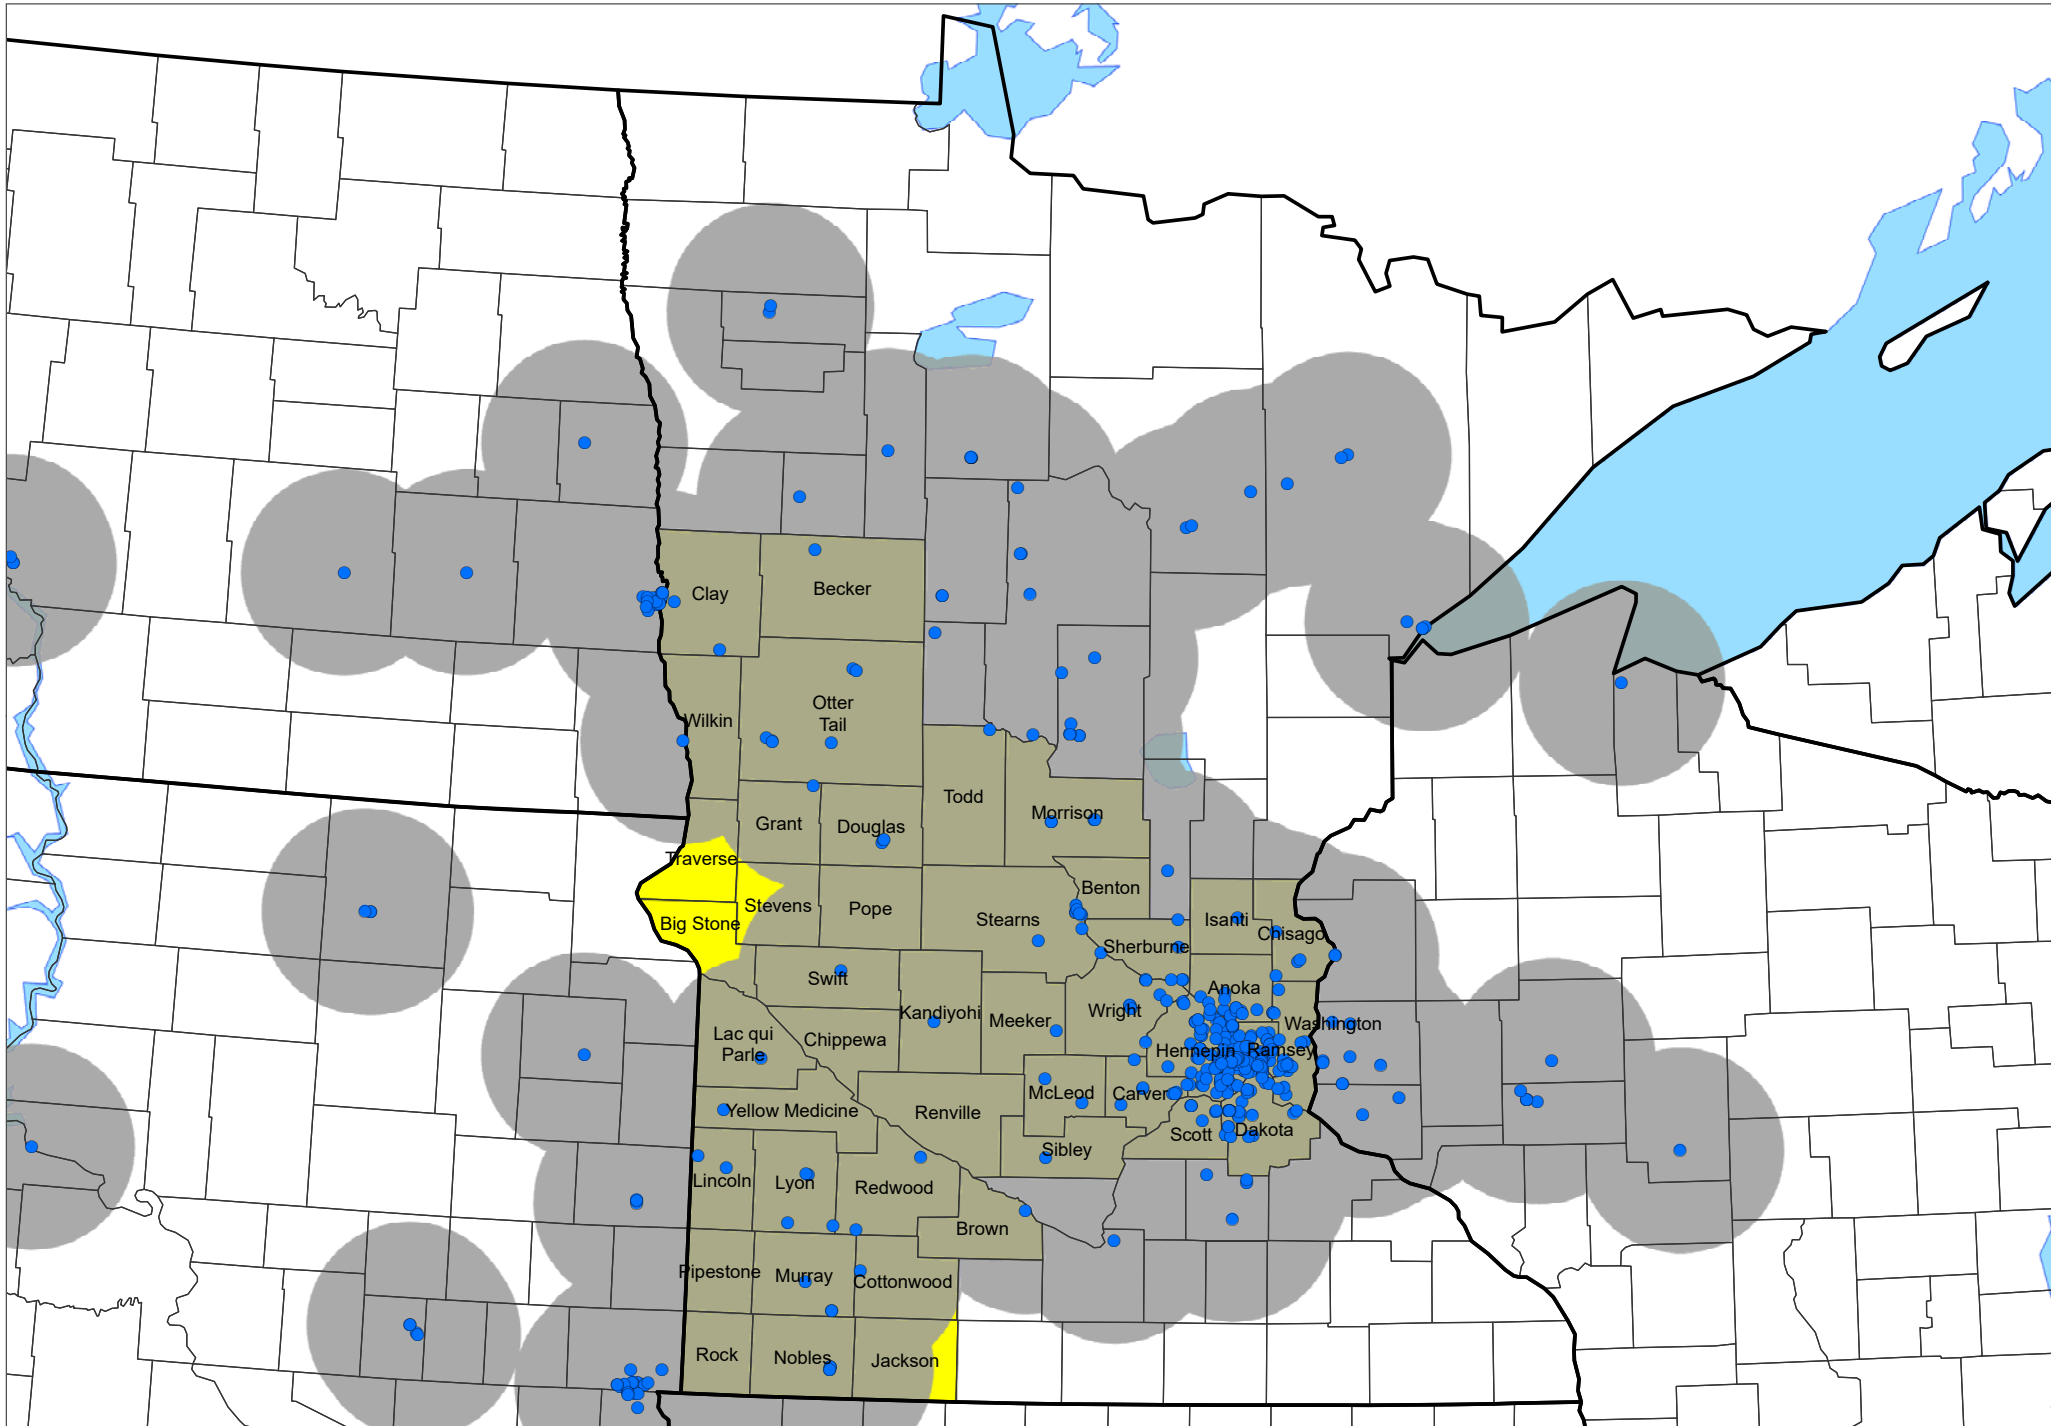 Clay
Becker
Wilkin
Otter
Tail
Todd
Morrison
Grant
Douglas
Traverse
Benton
Stevens
Pope
Stearns
Big Stone
Isanti
Chisago
Sherburne
Swift
Anoka
Kandiyohi
Meeker
Wright
Washington
Lac qui
Parle
Chippewa
Hennepin
Ramsey
McLeod
Carver
Yellow Medicine
Renville
Scott
Dakota
Sibley
Lincoln
Lyon
Redwood
Brown
Pipestone
Murray
Cottonwood
Rock
Nobles
Jackson